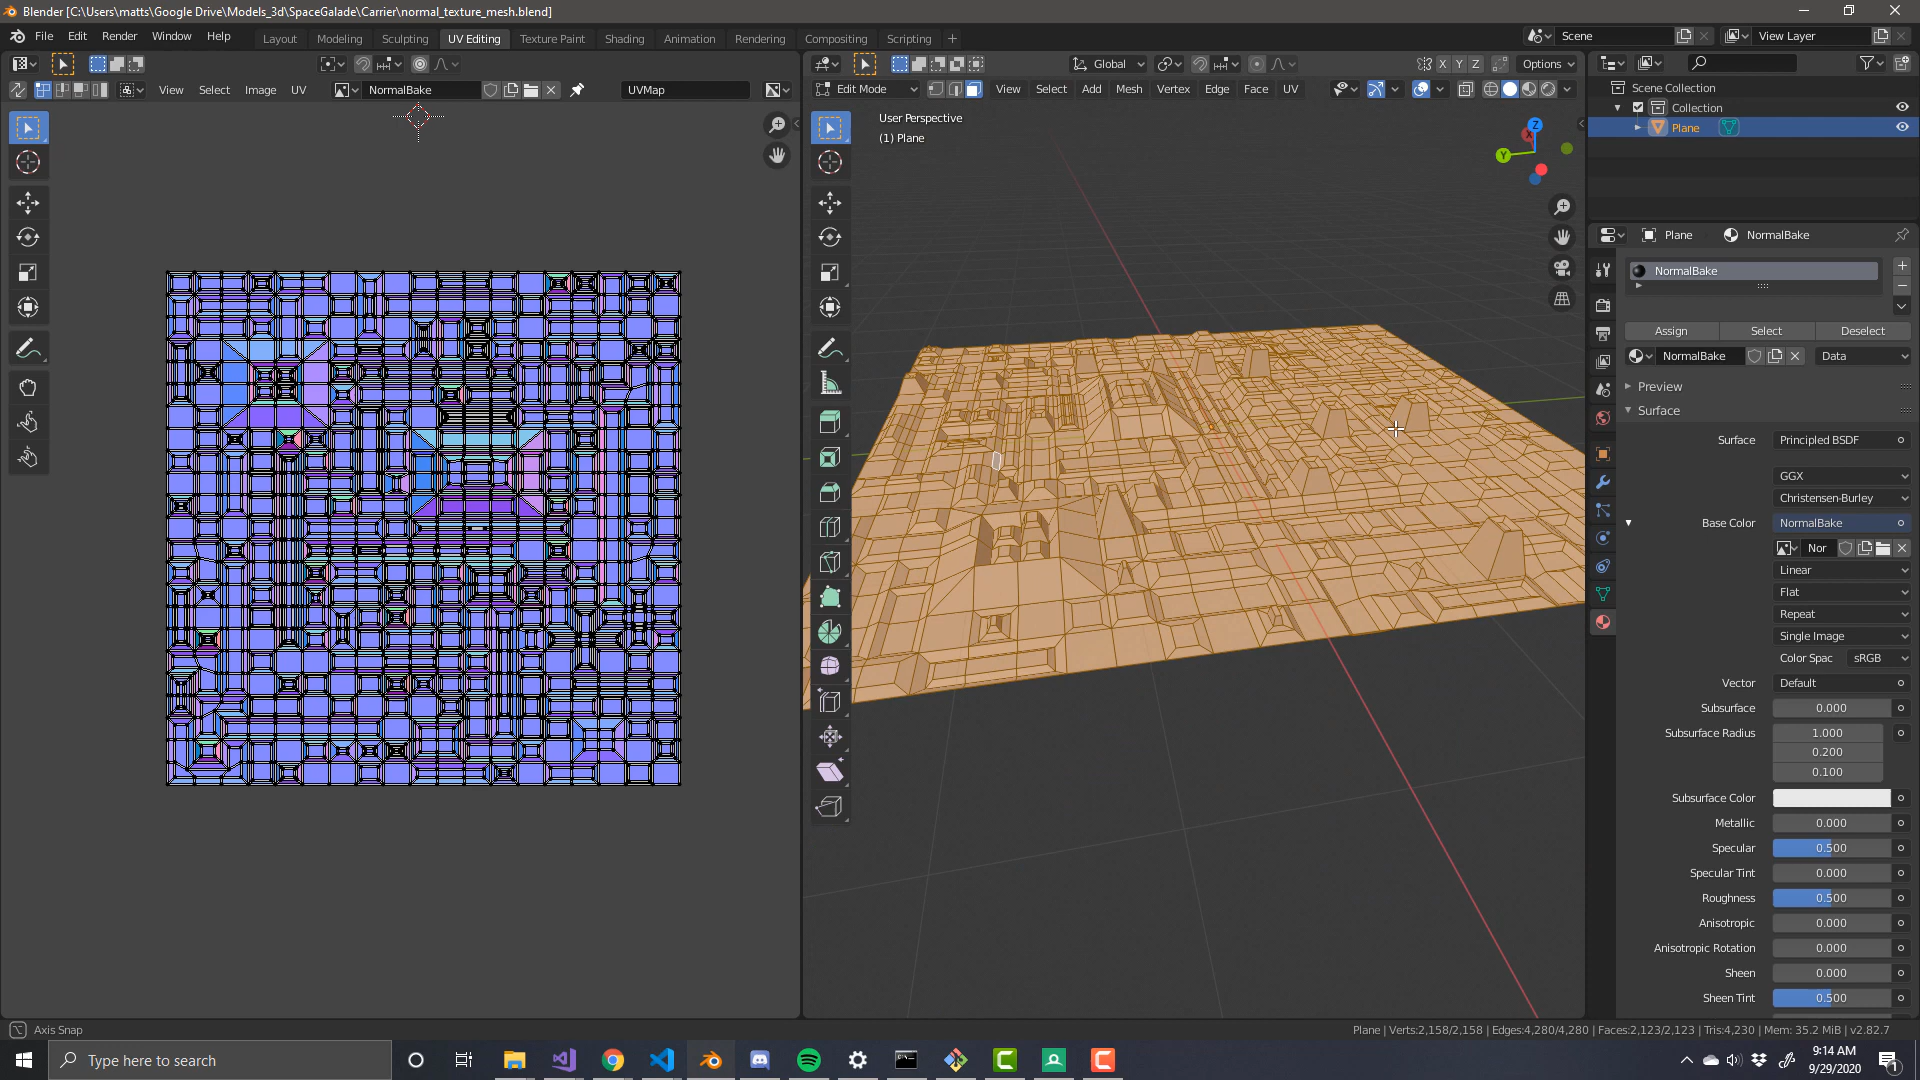 Blender [C:\Users\matts\Google Drive\Models_3d\SpaceGalade\Carrier\normal_texture_mesh.blend]
File Edit Render Window Help Layout Modeling Sculpting UV Editing Texture Paint Shading Animation Rendering Compositing Scripting + Scene View Layer
Global X Y Z Options
View Select Image UV NormalBake UVMap Edit Mode View Select Add Mesh Vertex Edge Face UV
Scene Collection
Collection
Plane
User Perspective
(1) Plane
Z
X
Y
Plane NormalBake
NormalBake
Assign Select Deselect
NormalBake Data
Preview
Surface
Surface Principled BSDF
GGX
Christensen-Burley
Base Color NormalBake
Nor
Linear
Flat
Repeat
Single Image
Color Spac sRGB
Vector Default
Subsurface 0.000
Subsurface Radius 1.000
0.200
0.100
Subsurface Color
Metallic 0.000
Specular 0.500
Specular Tint 0.000
Roughness 0.500
Anisotropic 0.000
Anisotropic Rotation 0.000
Sheen 0.000
Sheen Tint 0.500
Axis Snap Plane | Verts:2,158/2,158 | Edges:4,280/4,280 | Faces:2,123/2,123 | Tris:4,230 | Mem: 35.2 MiB | v2.82.7
Type here to search
9:14 AM
9/29/2020
1